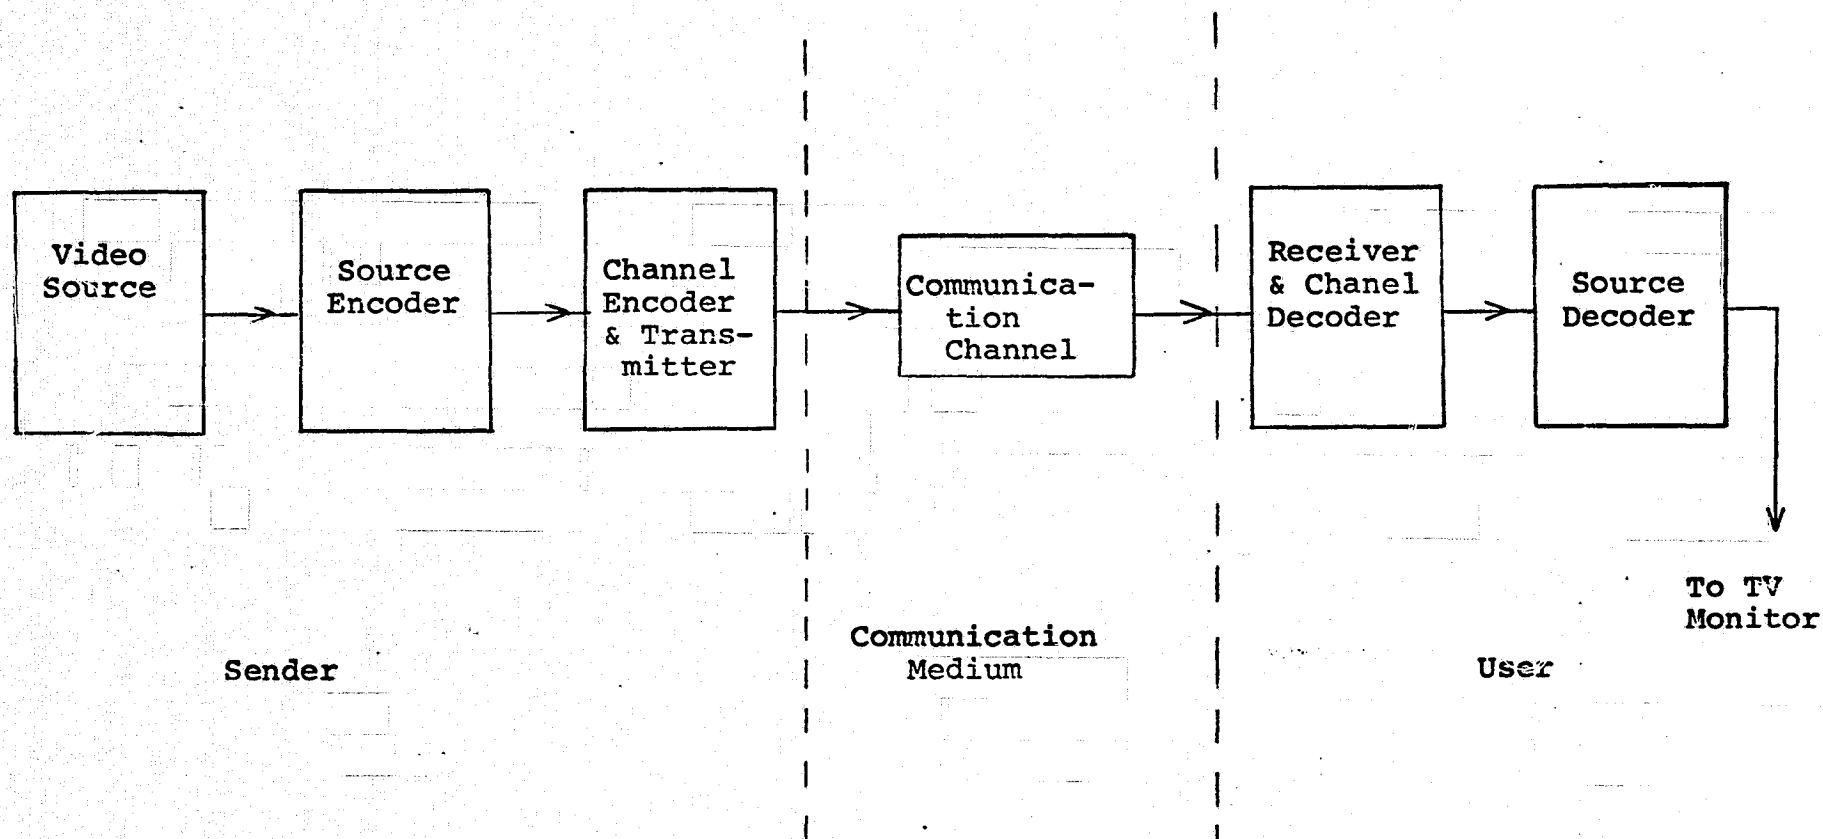 Video
Source
Source
Encoder
Channel
Encoder
& Trans-
mitter
Communica-
tion
Channel
Receiver
& Chanel
Decoder
Source
Decoder
To TV
Monitor
Sender
Communication
Medium
User